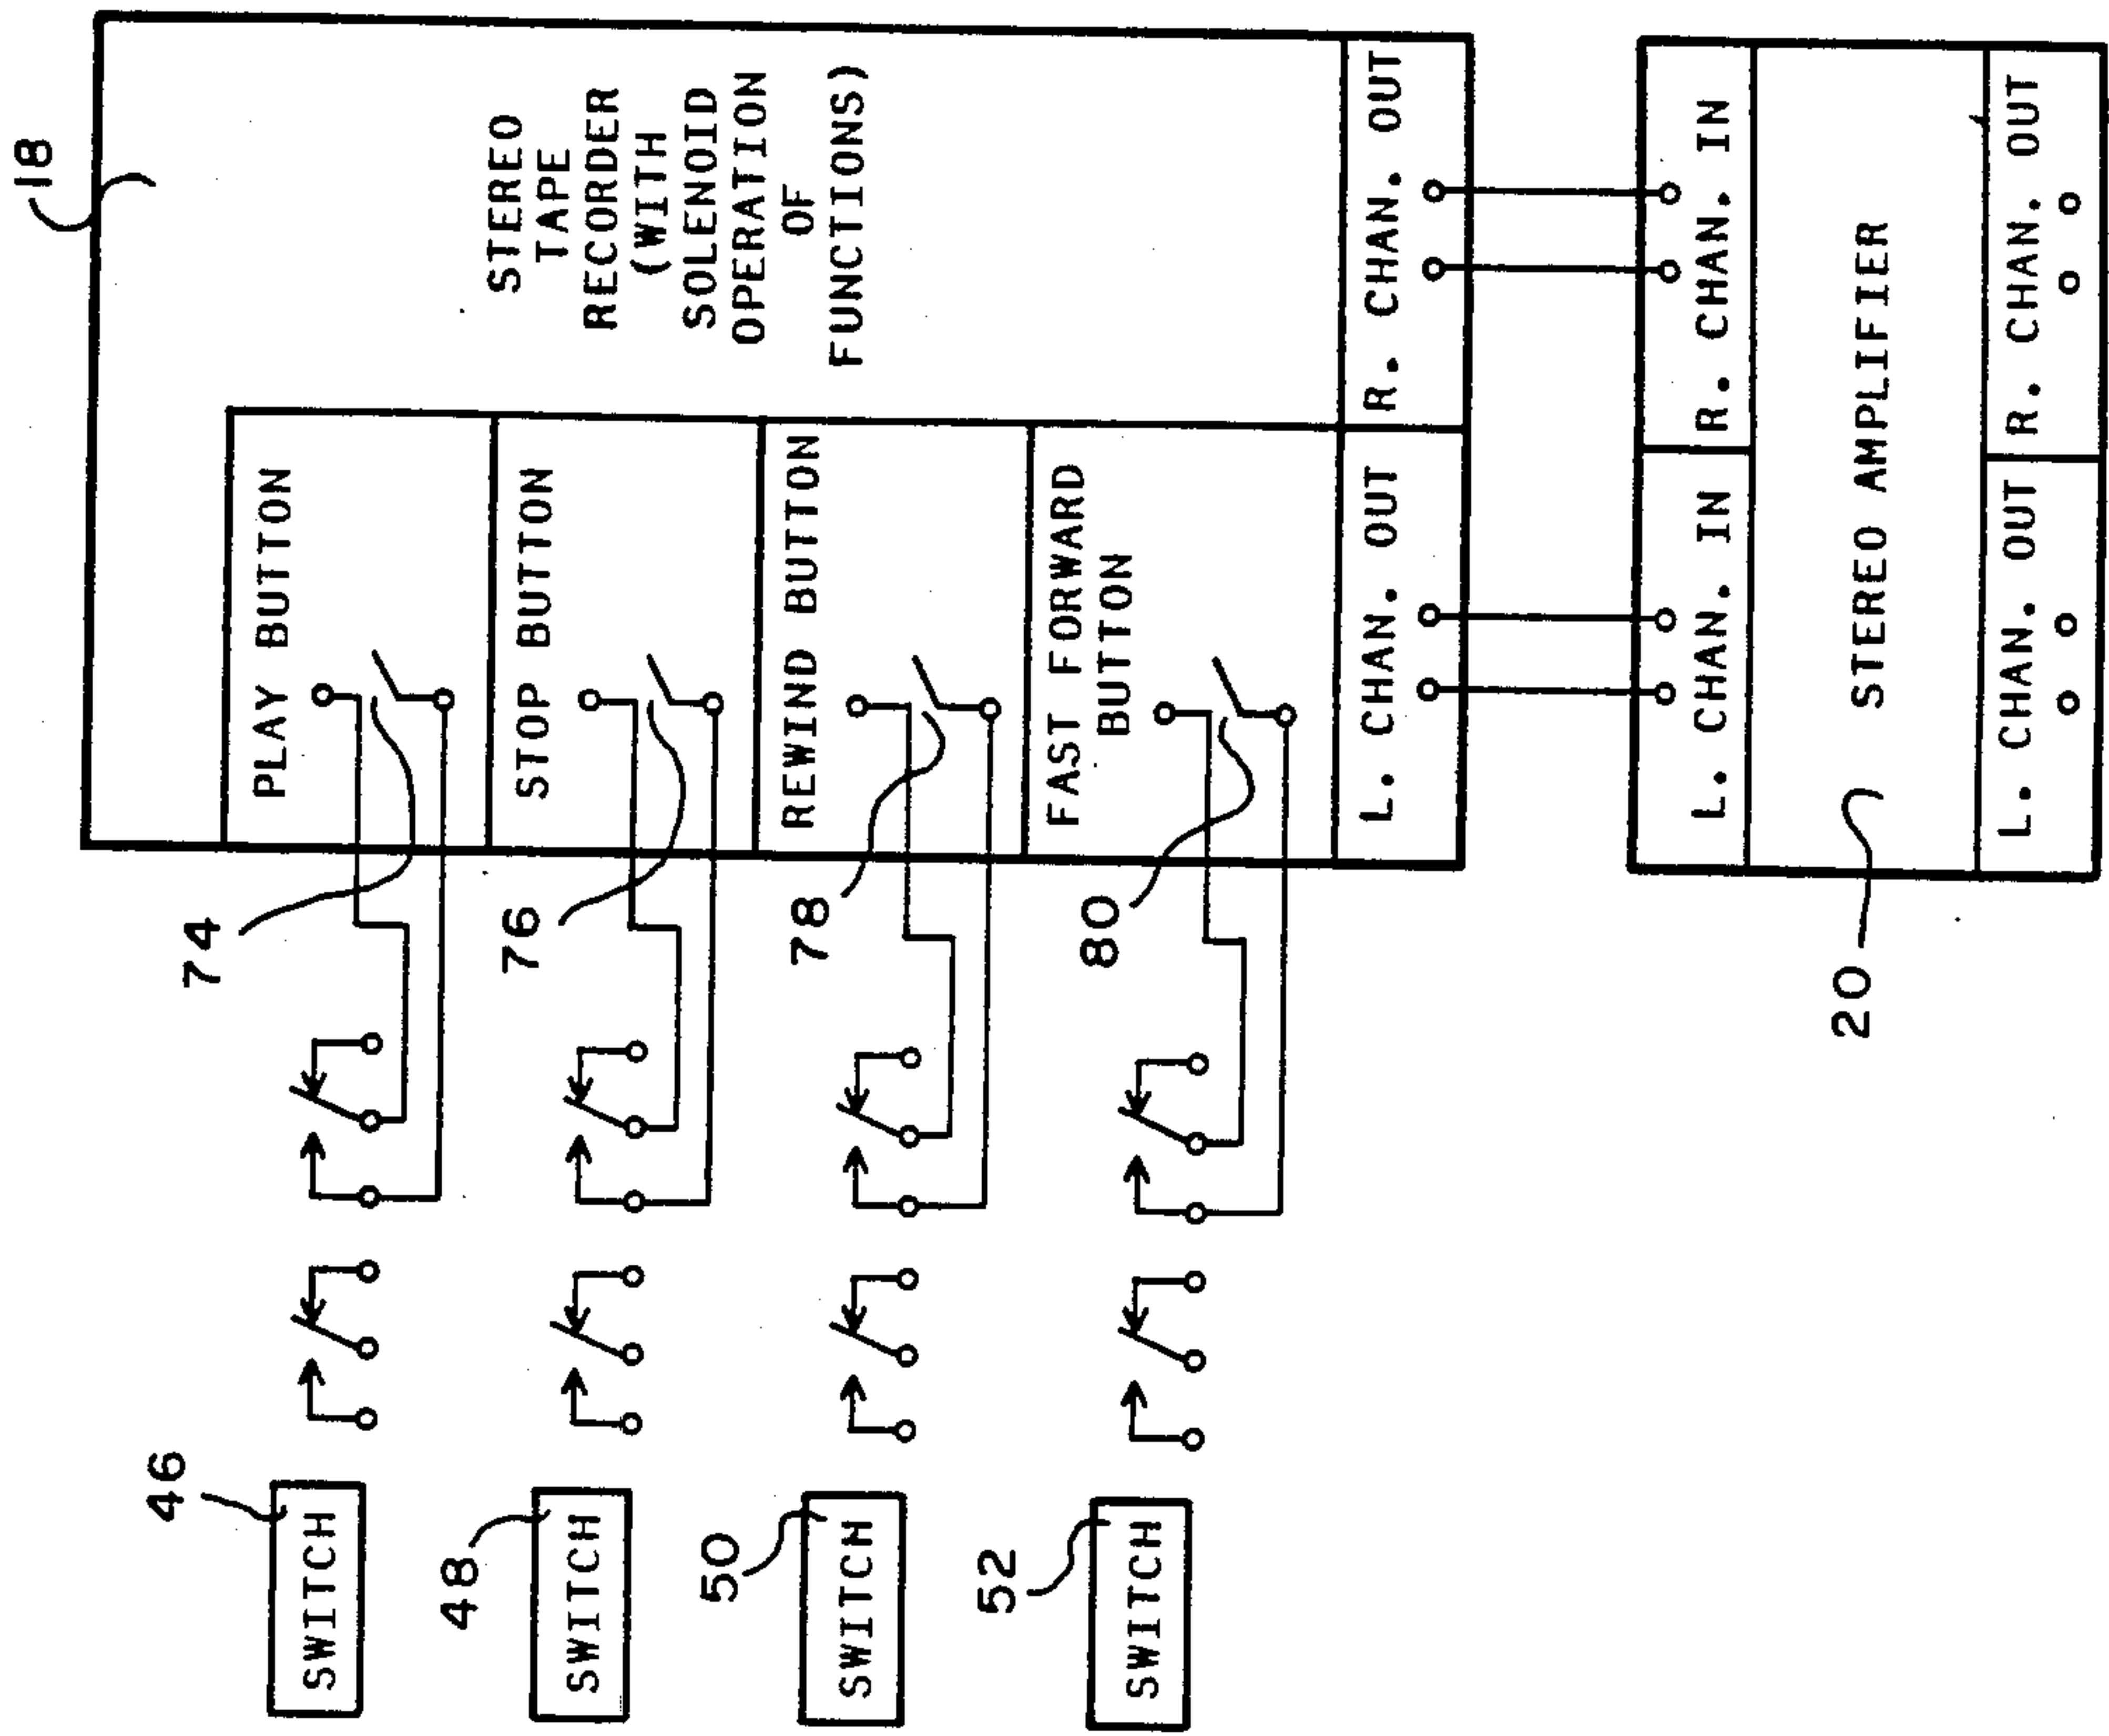 18
STEREO
TAPE
RECORDER
(WITH
SOLENOID
OPERATION
OF
FUNCTIONS)
74
PLAY BUTTON
76
STOP BUTTON
78
REWIND BUTTON
80
FAST FORWARD
BUTTON
L. CHAN. OUT
R. CHAN. OUT
46
SWITCH
48
SWITCH
50
SWITCH
52
SWITCH
L. CHAN. IN
R. CHAN. IN
20
STEREO AMPLIFIER
L. CHAN. OUT
R. CHAN. OUT